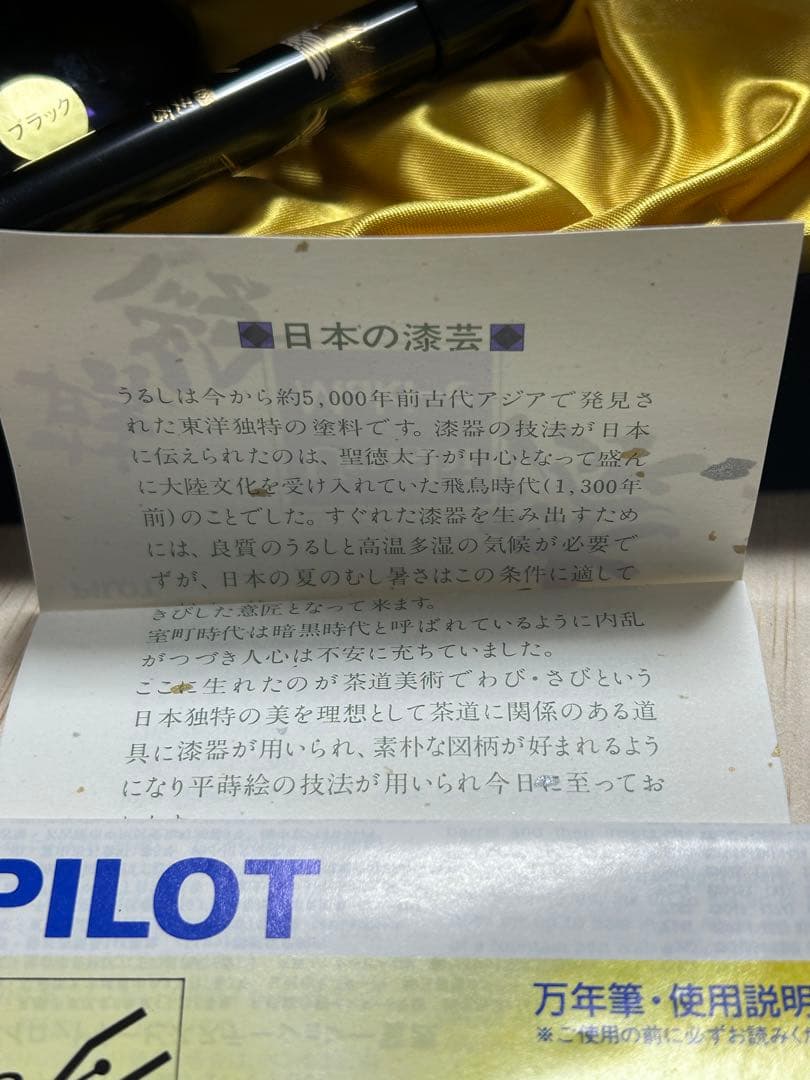 ブラック
◆日本の漆芸◆
うるしは今から約5,000年前古代アジアで発見さ
れた東洋独特の塗料です。漆器の技法が日本
に伝えられたのは、聖徳太子が中心となって盛ん
に大陸文化を受け入れていた飛鳥時代(1,300年
前)のことでした。すぐれた漆器を生み出すため
には、良質のうるしと高温多湿の気候が必要で
すが、日本の夏のむし暑さはこの条件に適して
きびした意匠となって来ます。
室町時代は暗黒時代と呼ばれているように内乱
がつづき人心は不安に充ちていました。
ここに生れたのが茶道美術でわび・さびという
日本独特の美を理想として茶道に関係のある道
具に漆器が用いられ、素朴な図柄が好まれるよう
になり平蒔絵の技法が用いられ今日に至ってお
PILOT
万年筆・使用説明
※ご使用の前に必ずお読みくだ